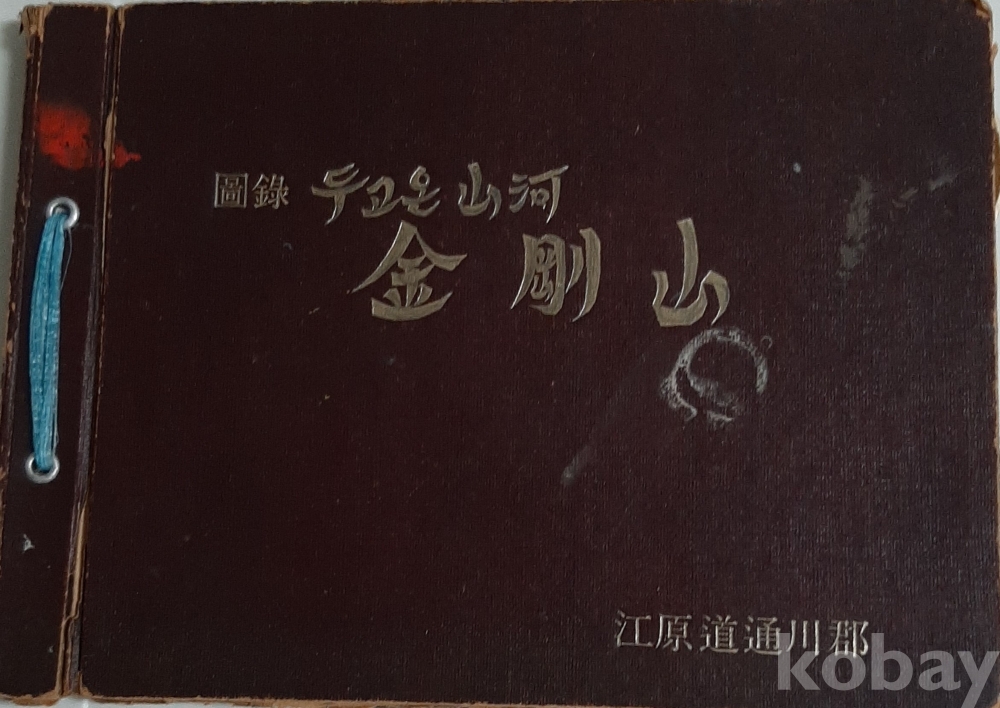 圖錄 두고온 山河
金剛山
江原道通川郡
kobay